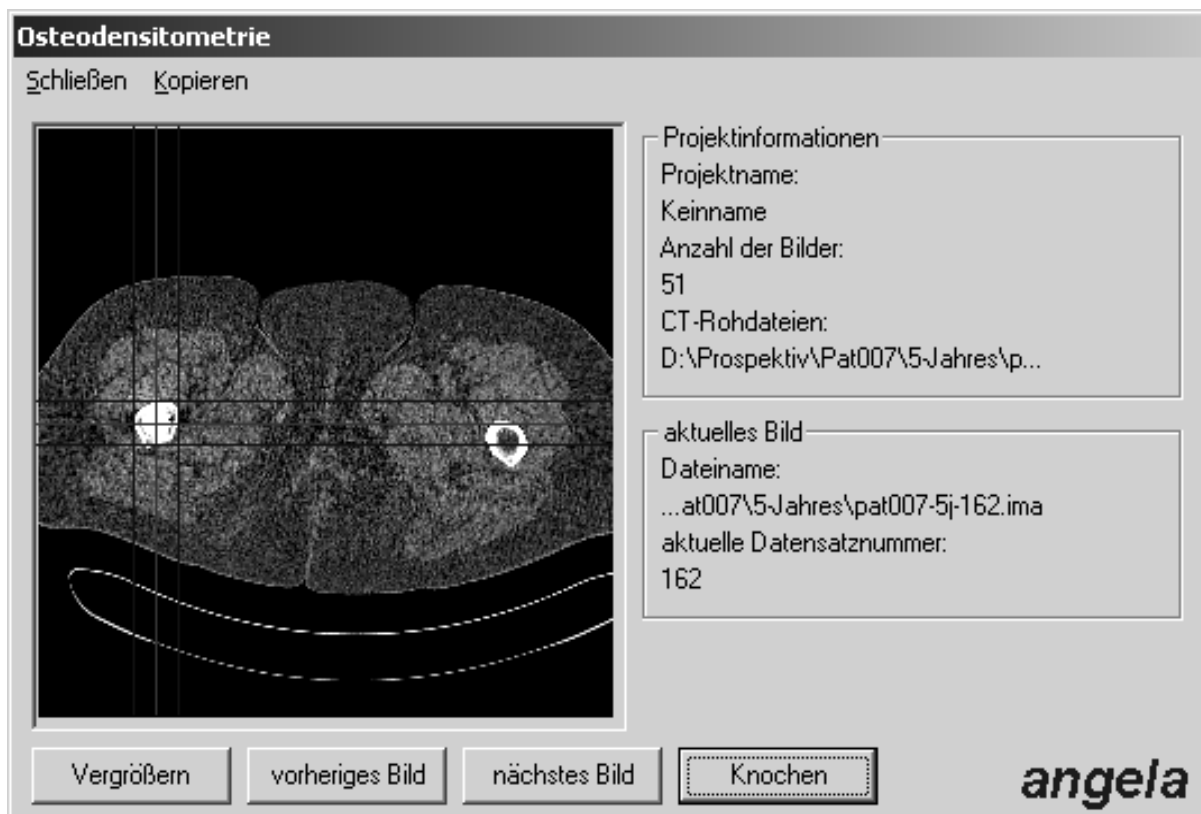 Osteodensitometrie
Schließen Kopieren
Projektinformationen
Projektname:
Keinname
Anzahl der Bilder:
51
CT-Rohdateien:
D:\Prospektiv\Pat007\5-Jahres\p...
aktuelles Bild
Dateiname:
...at007\5-Jahres\pat007-5j-162.ima
aktuelle Datensatznummer:
162
Vergrößern vorheriges Bild nächstes Bild Knochen
angela